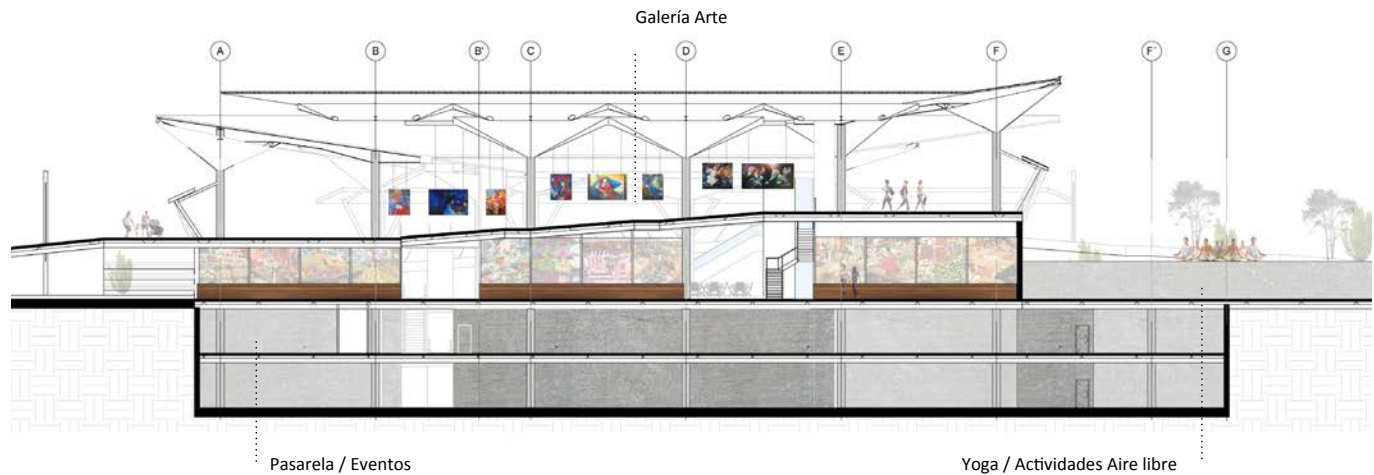 Galería Arte
A B B' C D E F F' G
Pasarela / Eventos
Yoga / Actividades Aire libre